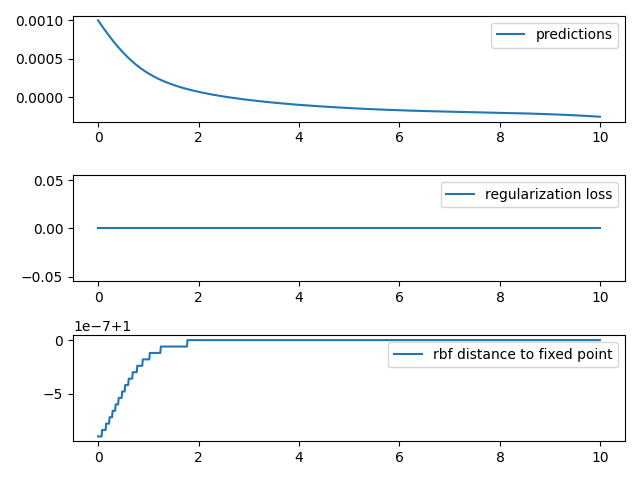 0.0010
predictions
0.0005
0.0000
0 2 4 6 8 10
0.05
regularization loss
0.00
−0.05
0 2 4 6 8 10
1e−7+1
0
rbf distance to fixed point
−5
0 2 4 6 8 10